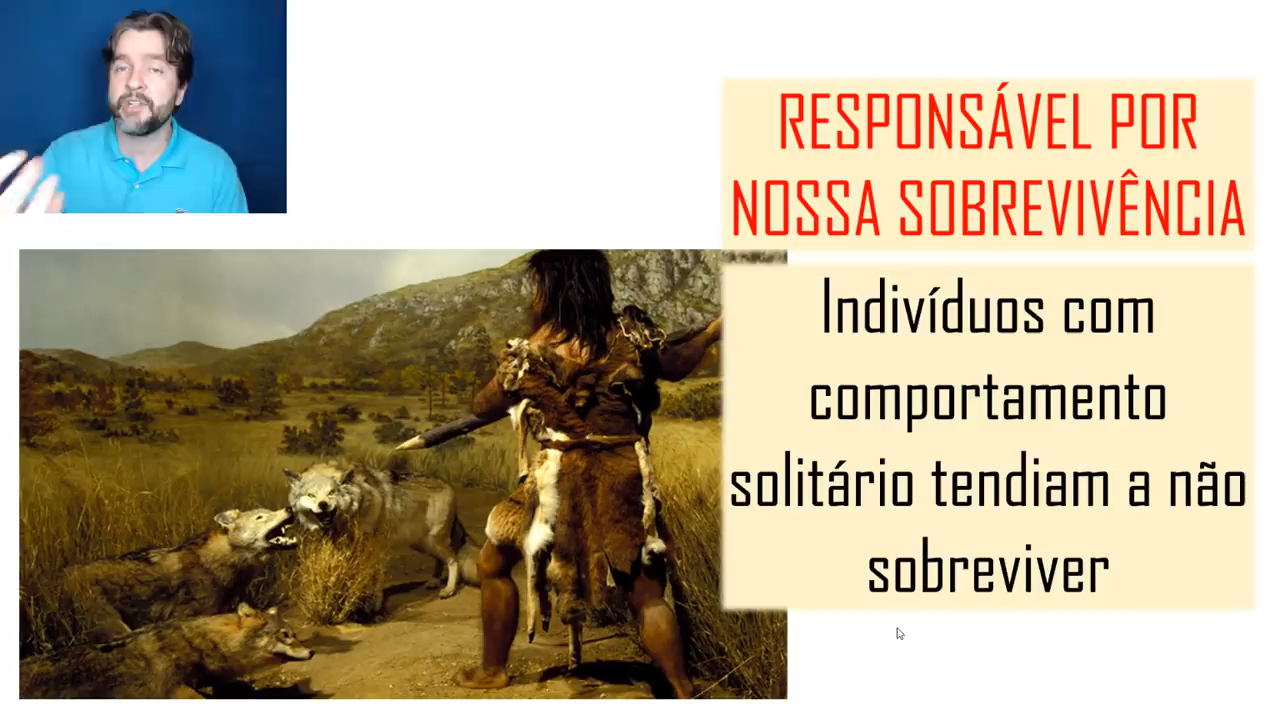 RESPONSÁVEL POR
NOSSA SOBREVIVÊNCIA
Indivíduos com
comportamento
solitário tendiam a não
sobreviver